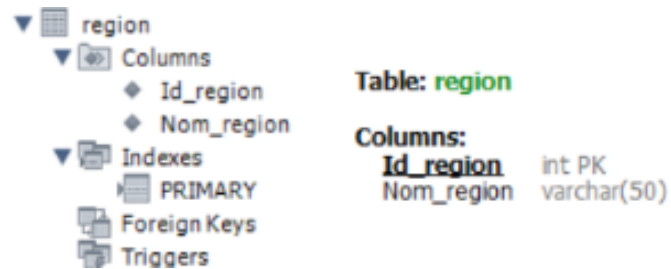 region
Columns
Id_region
Nom_region
Indexes
PRIMARY
Foreign Keys
Triggers
Table: region
Columns:
Id_region int PK
Nom_region varchar(50)